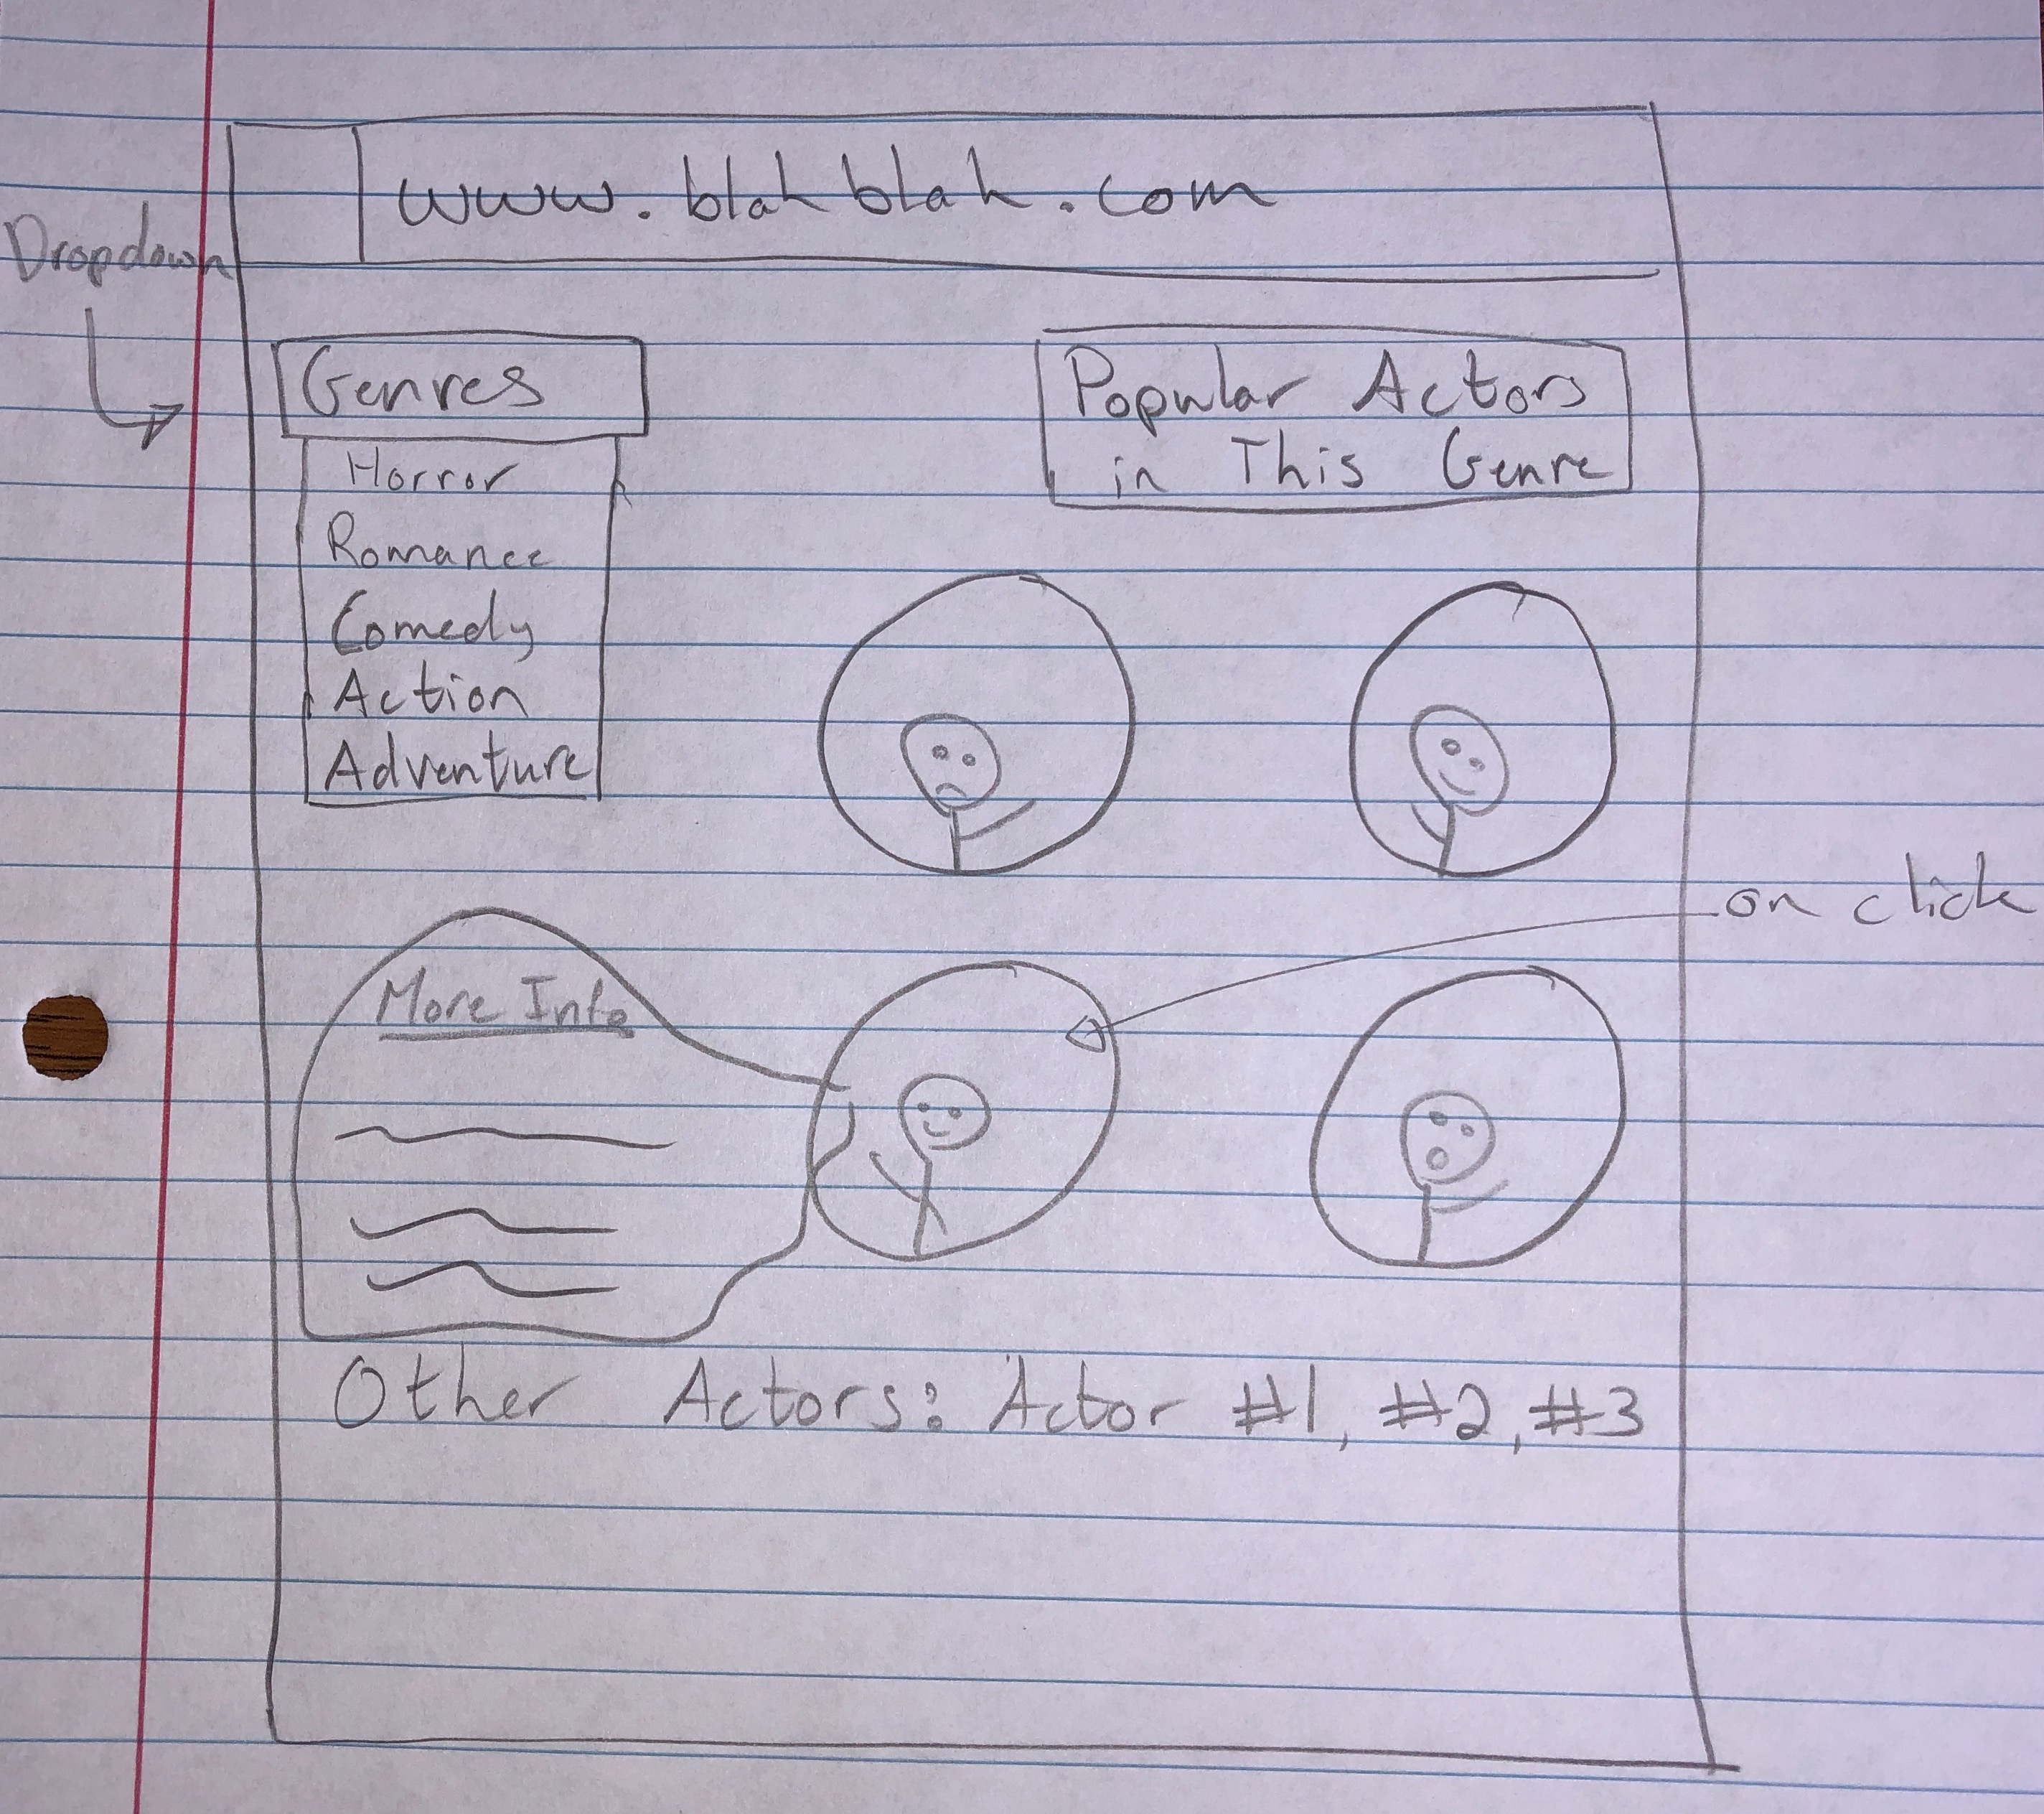 www.blahblah.com
Dropdown
Genres
Horror
Romance
Comedy
Action
Adventure
Popular Actors
in This Genre
on click
More Info
Other Actors: Actor #1, #2, #3